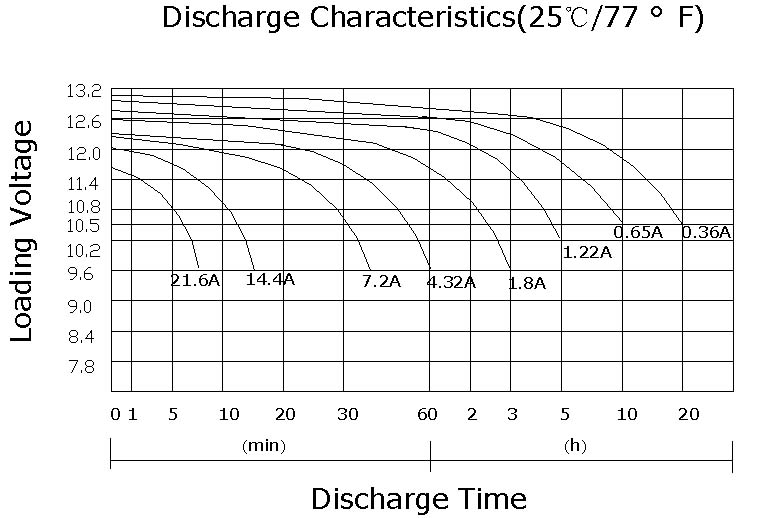 Discharge Characteristics(25℃/77 ° F)
Loading Voltage
13.2
12.6
12.0
11.4
10.8
10.5
10.2
9.6
9.0
8.4
7.8
21.6A 14.4A 7.2A 4.32A 1.8A 1.22A 0.65A 0.36A
0 1 5 10 20 30 60 2 3 5 10 20
(min) (h)
Discharge Time